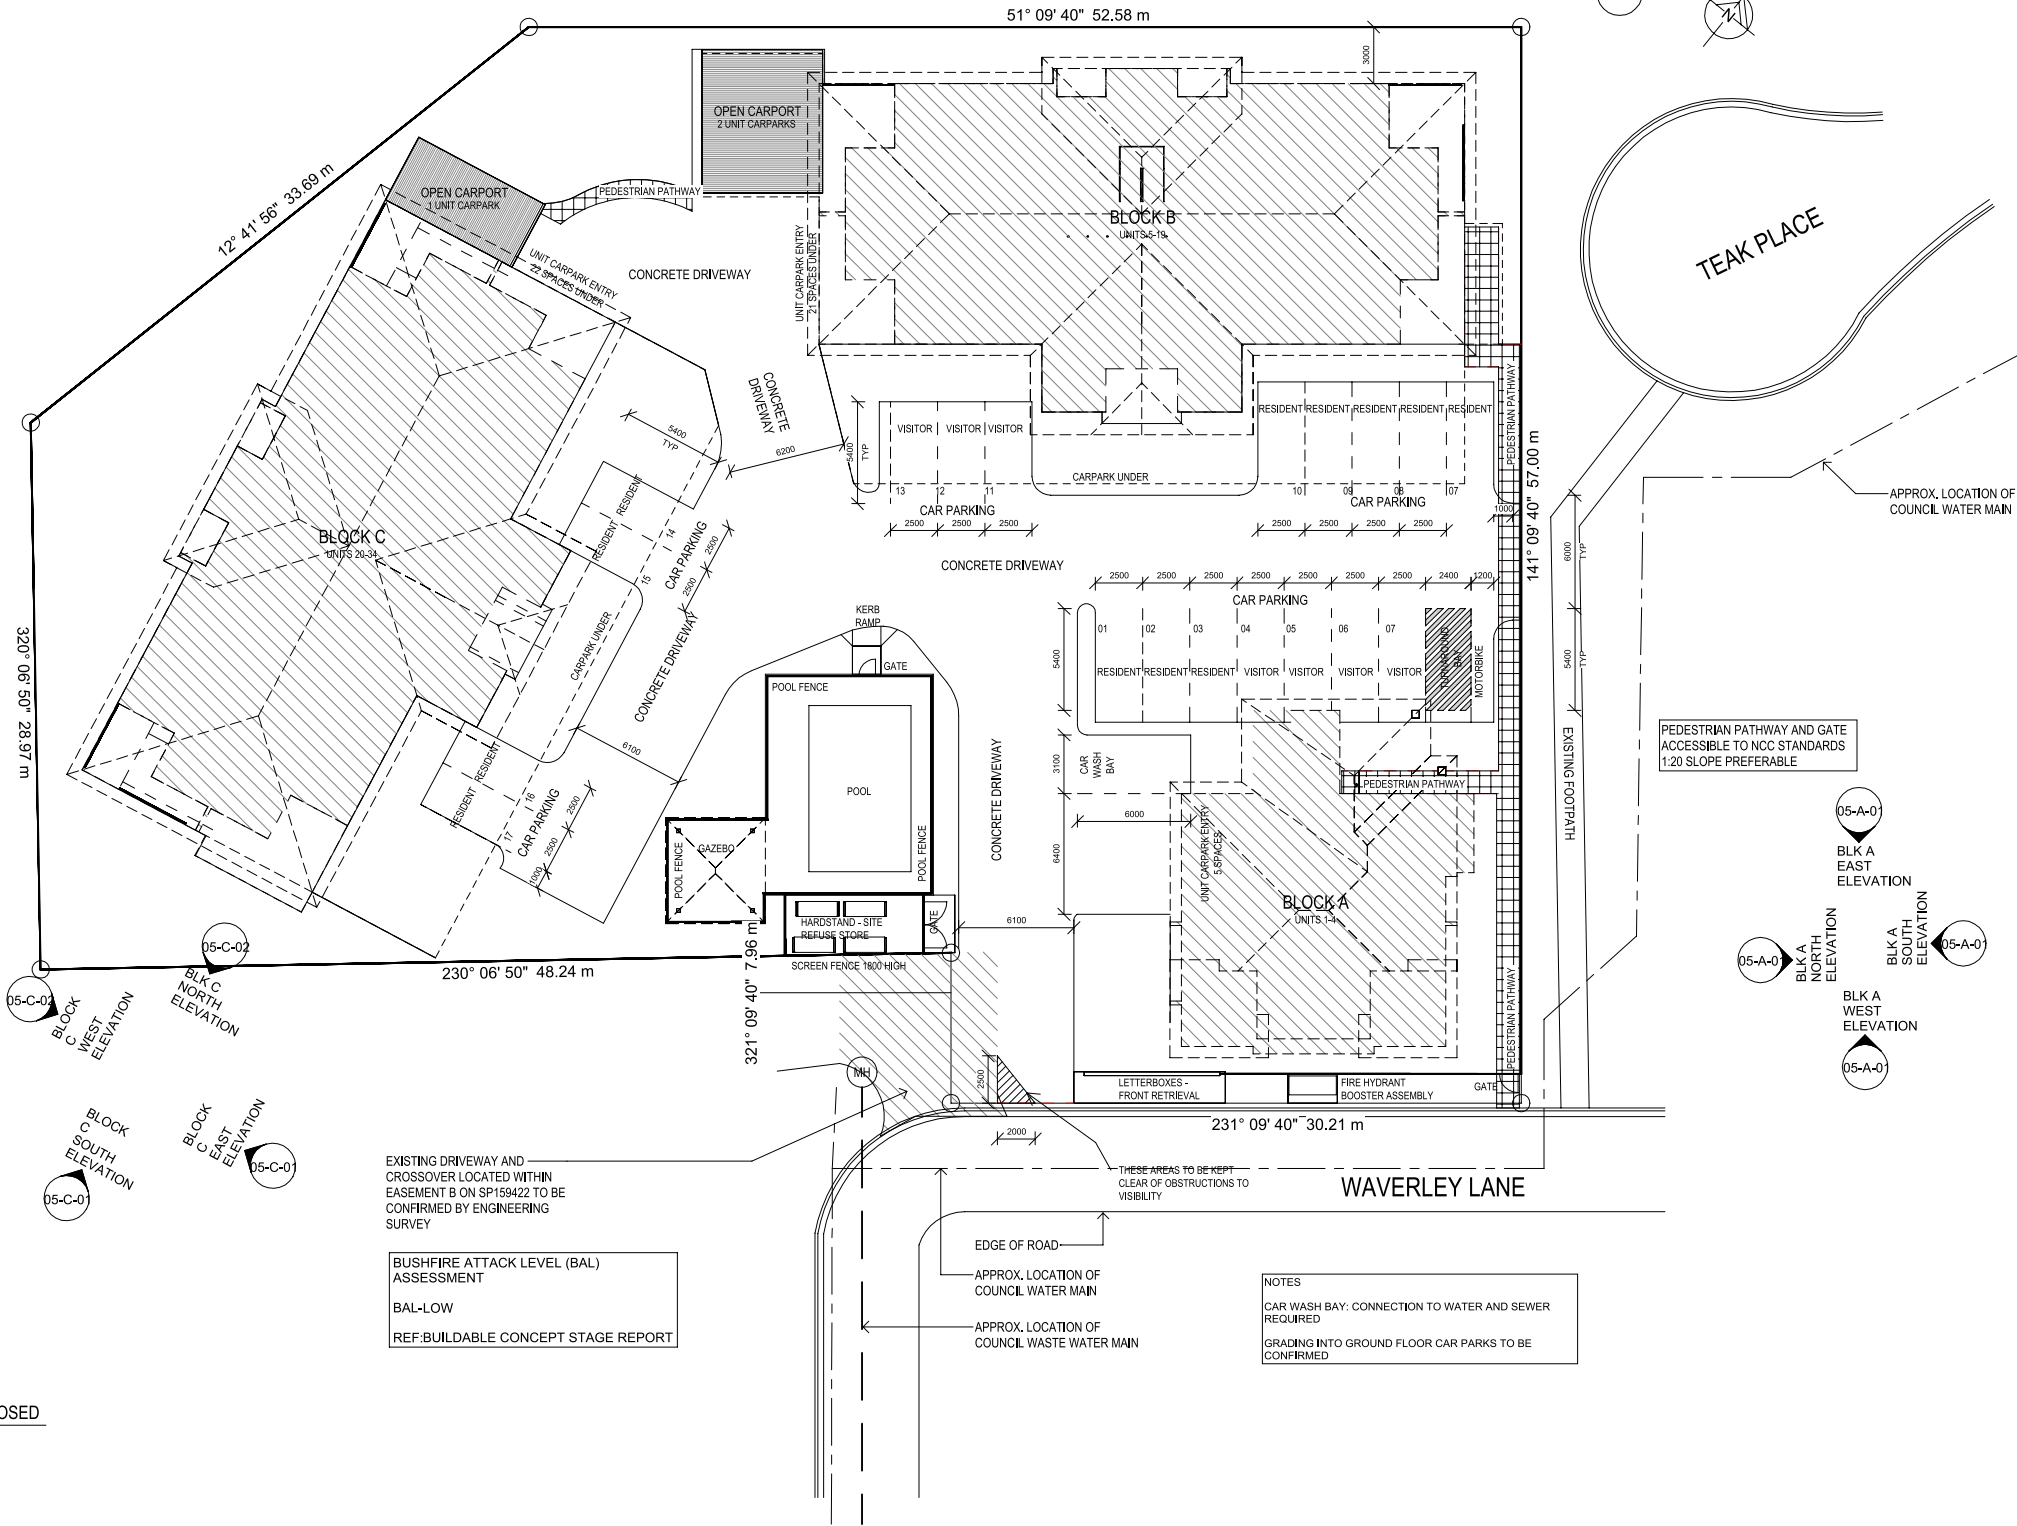 51° 09' 40" 52.58 m
3000
OPEN CARPORT
2 UNIT CARPARKS
12° 41' 56" 33.69 m
OPEN CARPORT
1 UNIT CARPARK
PEDESTRIAN PATHWAY
UNIT CARPARK ENTRY
22 SPACES UNDER
CONCRETE DRIVEWAY
UNIT CARPARK ENTRY
21 SPACES UNDER
BLOCK B
UNITS 5-19
TEAK PLACE
CONCRETE
DRIVEWAY
5400
TYP
6200
5400
TYP
VISITOR
VISITOR
VISITOR
RESIDENT
RESIDENT
RESIDENT
RESIDENT
RESIDENT
PEDESTRIAN PATHWAY
141° 09' 40" 57.00 m
CARPARK UNDER
13
12
11
10
09
08
07
CAR PARKING
CAR PARKING
2500
2500
2500
2500
2500
2500
2500
1000
APPROX. LOCATION OF
COUNCIL WATER MAIN
BLOCK C
UNITS 20-34
RESIDENT
RESIDENT
14
15
CAR PARKING
2500
2500
CONCRETE DRIVEWAY
2500
2500
2500
2500
2500
2500
2500
2400
1200
CAR PARKING
6000
TYP
5400
TYP
KERB
RAMP
GATE
01
02
03
04
05
06
07
5400
RESIDENT
RESIDENT
RESIDENT
VISITOR
VISITOR
VISITOR
VISITOR
TURNAROUND
BAY
MOTORBIKE
CARPARK UNDER
CONCRETE DRIVEWAY
320° 06' 50" 28.97 m
POOL FENCE
POOL
POOL FENCE
POOL FENCE
GAZEBO
6100
RESIDENT
RESIDENT
16
17
CAR PARKING
2500
2500
1000
CONCRETE DRIVEWAY
3100
CAR
WASH
BAY
6000
6400
UNIT CARPARK ENTRY
5 SPACES
PEDESTRIAN PATHWAY
EXISTING FOOTPATH
PEDESTRIAN PATHWAY AND GATE
ACCESSIBLE TO NCC STANDARDS
1:20 SLOPE PREFERABLE
BLOCK A
UNITS 1-4
HARDSTAND - SITE
REFUSE STORE
GATE
6100
SCREEN FENCE 1800 HIGH
230° 06' 50" 48.24 m
321° 09' 40" 7.96 m
PEDESTRIAN PATHWAY
05-A-01
BLK A
EAST
ELEVATION
05-A-01
BLK A
NORTH
ELEVATION
BLK A
SOUTH
ELEVATION
05-A-01
BLK A
WEST
ELEVATION
05-A-01
05-C-02
BLK C
NORTH
ELEVATION
05-C-02
BLOCK
C
WEST
ELEVATION
BLOCK
C
SOUTH
ELEVATION
05-C-01
BLOCK
C
EAST
ELEVATION
05-C-01
MH
2500
2000
LETTERBOXES -
FRONT RETRIEVAL
FIRE HYDRANT
BOOSTER ASSEMBLY
GATE
231° 09' 40" 30.21 m
EXISTING DRIVEWAY AND
CROSSOVER LOCATED WITHIN
EASEMENT B ON SP159422 TO BE
CONFIRMED BY ENGINEERING
SURVEY
THESE AREAS TO BE KEPT
CLEAR OF OBSTRUCTIONS TO
VISIBILITY
WAVERLEY LANE
EDGE OF ROAD
APPROX. LOCATION OF
COUNCIL WATER MAIN
APPROX. LOCATION OF
COUNCIL WASTE WATER MAIN
BUSHFIRE ATTACK LEVEL (BAL)
ASSESSMENT
BAL-LOW
REF:BUILDABLE CONCEPT STAGE REPORT
NOTES
CAR WASH BAY: CONNECTION TO WATER AND SEWER
REQUIRED
GRADING INTO GROUND FLOOR CAR PARKS TO BE
CONFIRMED
OSED
N